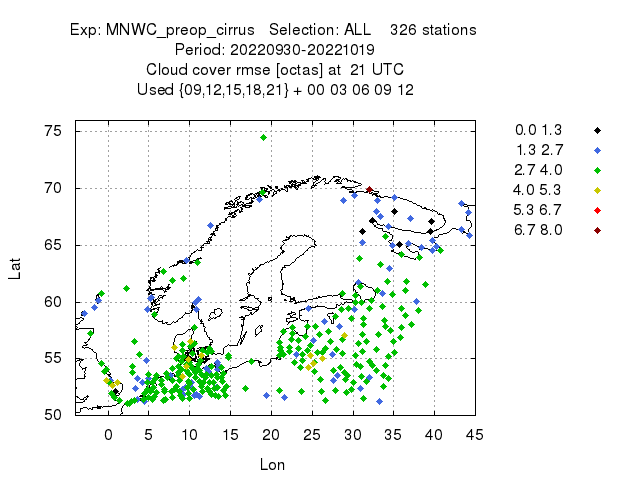 Exp: MNWC_preop_cirrus   Selection: ALL    326 stations
Period: 20220930-20221019
Cloud cover rmse [octas] at  21 UTC
Used {09,12,15,18,21} + 00 03 06 09 12
75
70
65
60
55
50
Lat
0 5 10 15 20 25 30 35 40 45
Lon
0.0 1.3
1.3 2.7
2.7 4.0
4.0 5.3
5.3 6.7
6.7 8.0